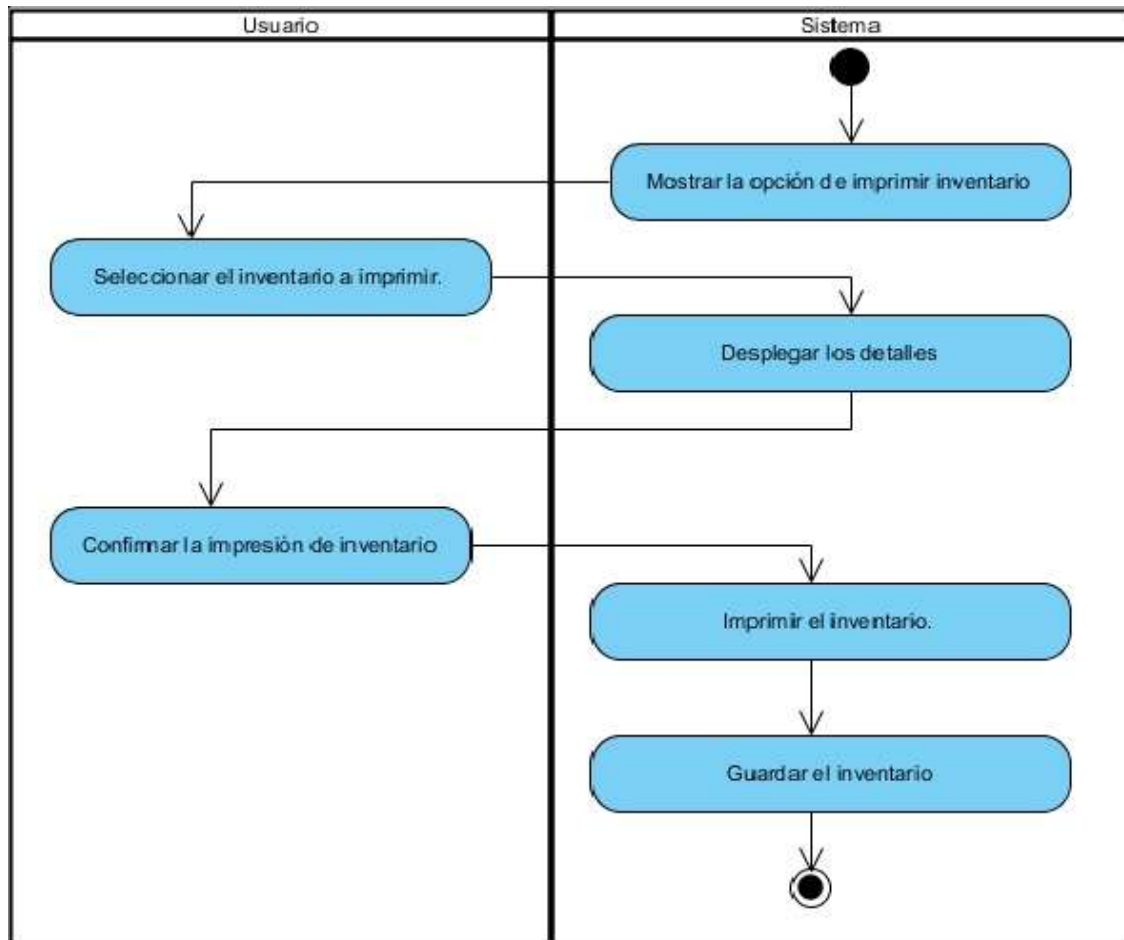 Usuario
Sistema
Mostrar la opción de imprimir inventario
Seleccionar el inventario a imprimir.
Desplegar los detalles
Confirmar la impresión de inventario
Imprimir el inventario.
Guardar el inventario